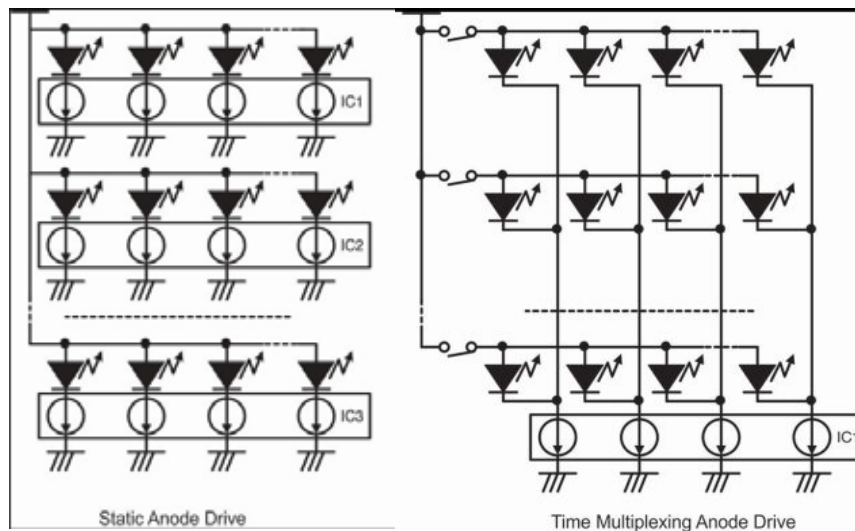 IC1
IC2
IC3
Static Anode Drive
IC1
Time Multiplexing Anode Drive